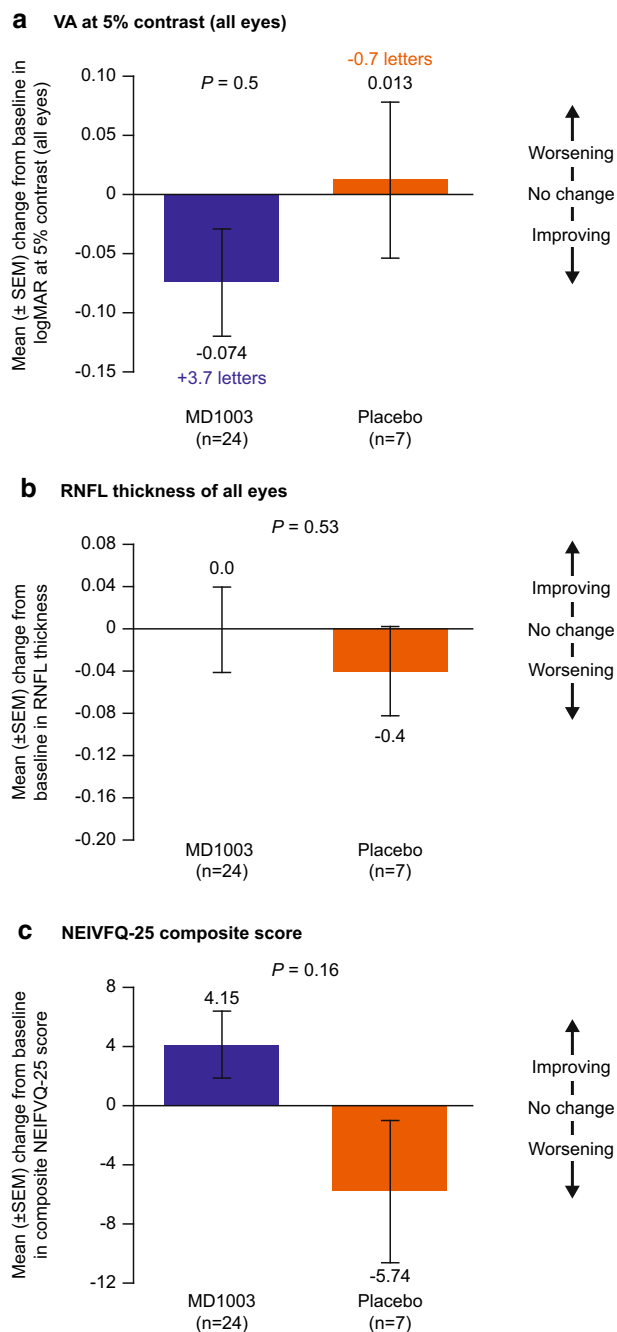 a VA at 5% contrast (all eyes)
Mean (± SEM) change from baseline in
logMAR at 5% contrast (all eyes)
0.10
0.05
0
-0.05
-0.10
-0.15
P = 0.5
-0.7 letters
0.013
-0.074
+3.7 letters
MD1003
(n=24)
Placebo
(n=7)
Worsening
No change
Improving
b RNFL thickness of all eyes
Mean (±SEM) change from
baseline in RNFL thickness
0.08
0.04
0
-0.04
-0.08
-0.12
-0.16
-0.20
P = 0.53
0.0
-0.4
MD1003
(n=24)
Placebo
(n=7)
Improving
No change
Worsening
c NEIVFQ-25 composite score
Mean (±SEM) change from baseline
in composite NEIFVQ-25 score
8
4
0
-4
-8
-12
P = 0.16
4.15
-5.74
MD1003
(n=24)
Placebo
(n=7)
Improving
No change
Worsening